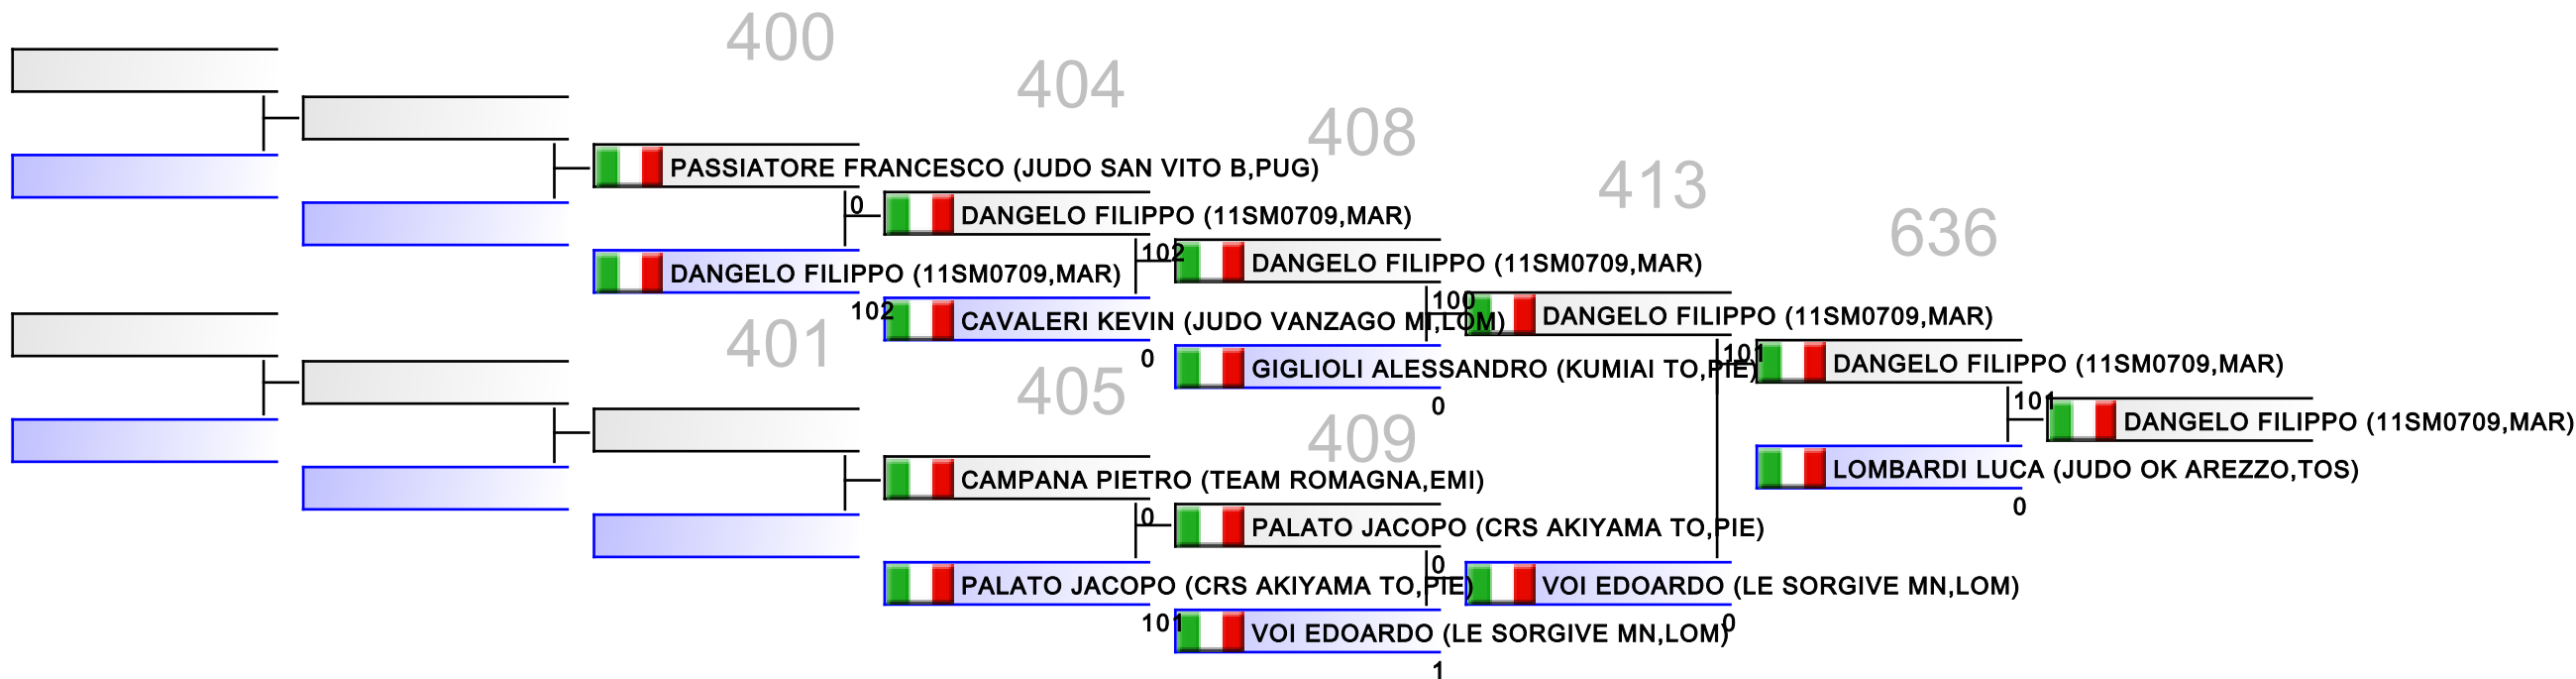 400
404
408
PASSIATORE FRANCESCO (JUDO SAN VITO B,PUG)
413
0
DANGELO FILIPPO (11SM0709,MAR)
636
102
DANGELO FILIPPO (11SM0709,MAR)
DANGELO FILIPPO (11SM0709,MAR)
102
100
CAVALERI KEVIN (JUDO VANZAGO MI,LOM)
DANGELO FILIPPO (11SM0709,MAR)
401
0
101
GIGLIOLI ALESSANDRO (KUMIAI TO,PIE)
DANGELO FILIPPO (11SM0709,MAR)
405
0
101
DANGELO FILIPPO (11SM0709,MAR)
409
LOMBARDI LUCA (JUDO OK AREZZO,TOS)
CAMPANA PIETRO (TEAM ROMAGNA,EMI)
0
0
PALATO JACOPO (CRS AKIYAMA TO,PIE)
0
PALATO JACOPO (CRS AKIYAMA TO,PIE)
VOI EDOARDO (LE SORGIVE MN,LOM)
101
0
VOI EDOARDO (LE SORGIVE MN,LOM)
1